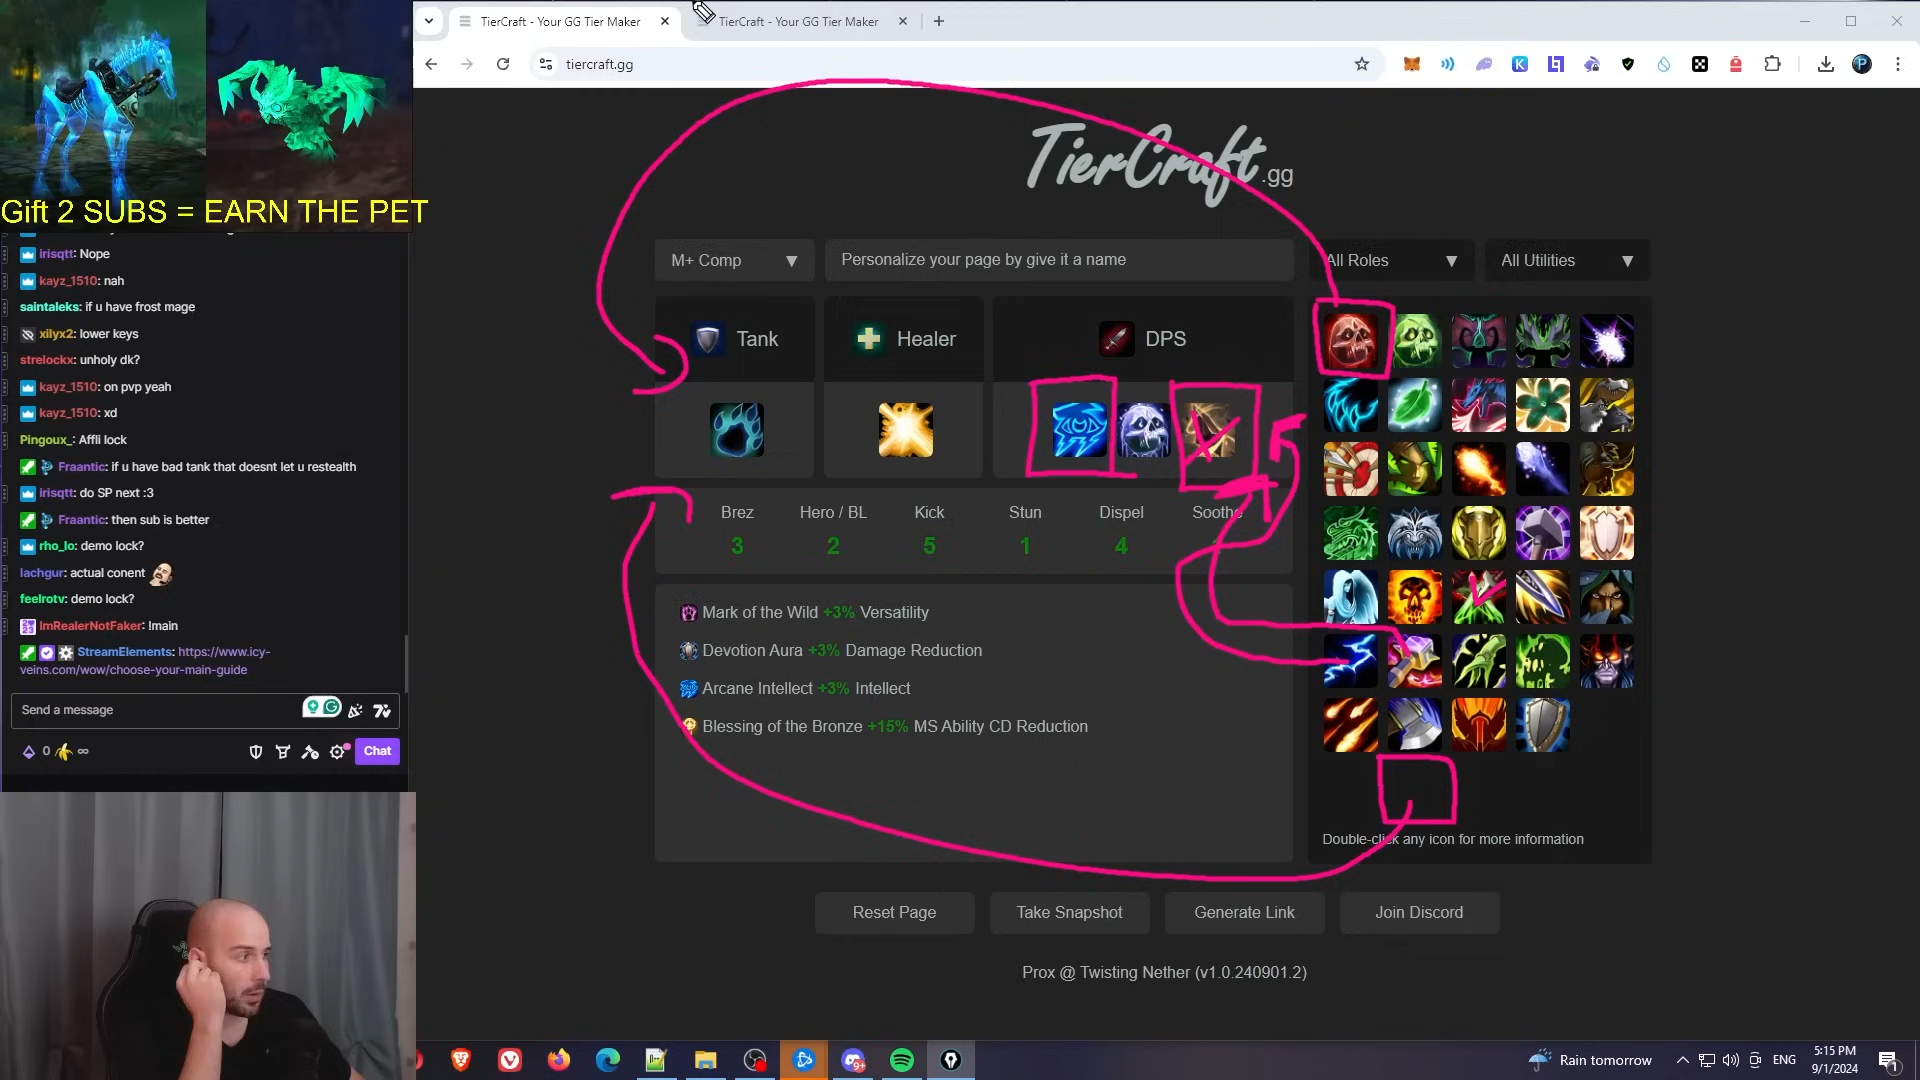 TierCraft - Your GG Tier Maker
TierCraft - Your GG Tier Maker
tiercraft.gg
Gift 2 SUBS = EARN THE PET
irisqtt: Nope
kayz_1510: nah
saintaleks: if u have frost mage
xilyx2: lower keys
strelockx: unholy dk?
kayz_1510: on pvp yeah
kayz_1510: xd
Pingoux_: Affli lock
Fraantic: if u have bad tank that doesnt let u restealth
irisqtt: do SP next :3
Fraantic: then sub is better
rho_lo: demo lock?
lachgur: actual conent
feelrotv: demo lock?
ImRealerNotFaker: !main
StreamElements: https://www.icy-
veins.com/wow/choose-your-main-guide
Send a message
0 ∞
Chat
TierCraft.gg
M+ Comp ▼
Personalize your page by give it a name
All Roles ▼
All Utilities ▼
Tank
Healer
DPS
Brez Hero / BL Kick Stun Dispel Soothe
3 2 5 1 4
Mark of the Wild +3% Versatility
Devotion Aura +3% Damage Reduction
Arcane Intellect +3% Intellect
Blessing of the Bronze +15% MS Ability CD Reduction
Double-click any icon for more information
Reset Page
Take Snapshot
Generate Link
Join Discord
Prox @ Twisting Nether (v1.0.240901.2)
Rain tomorrow
ENG
5:15 PM
9/1/2024